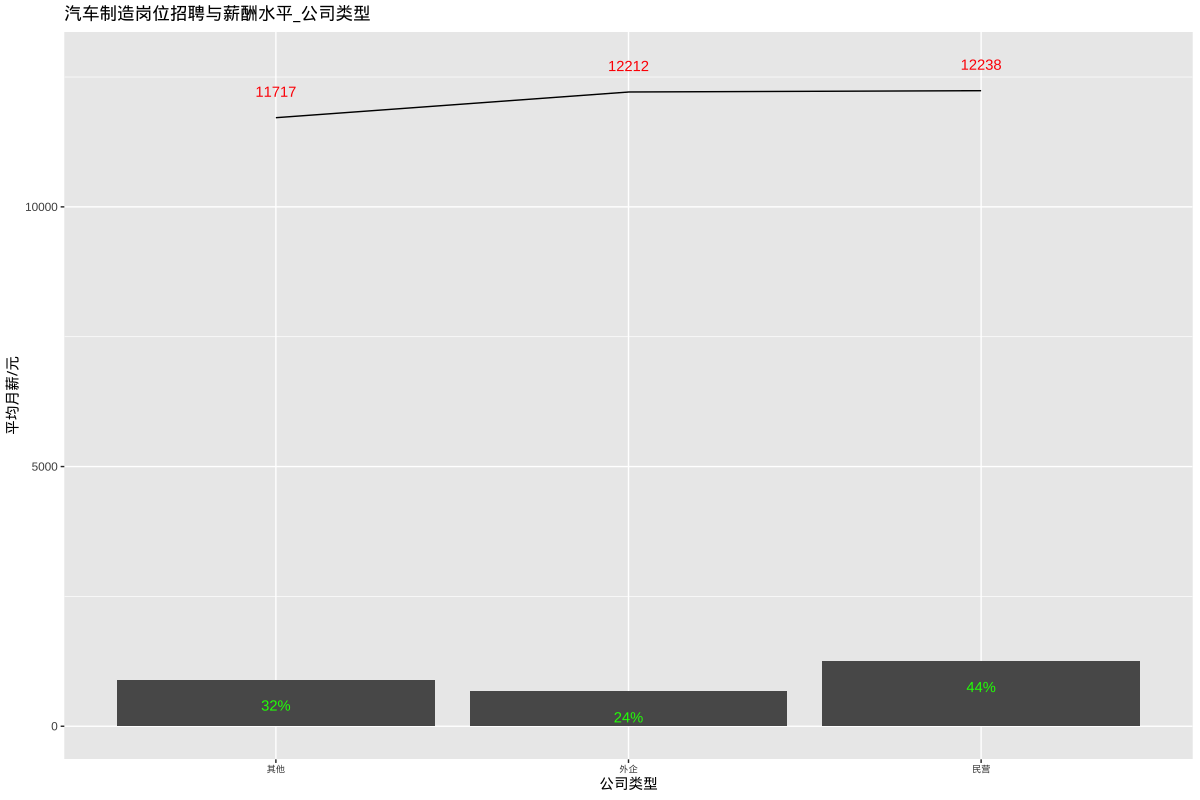 汽车制造岗位招聘与薪酬水平_公司类型
11717
12212
12238
10000
5000
0
平均月薪/元
32%
24%
44%
其他
外企
民营
公司类型